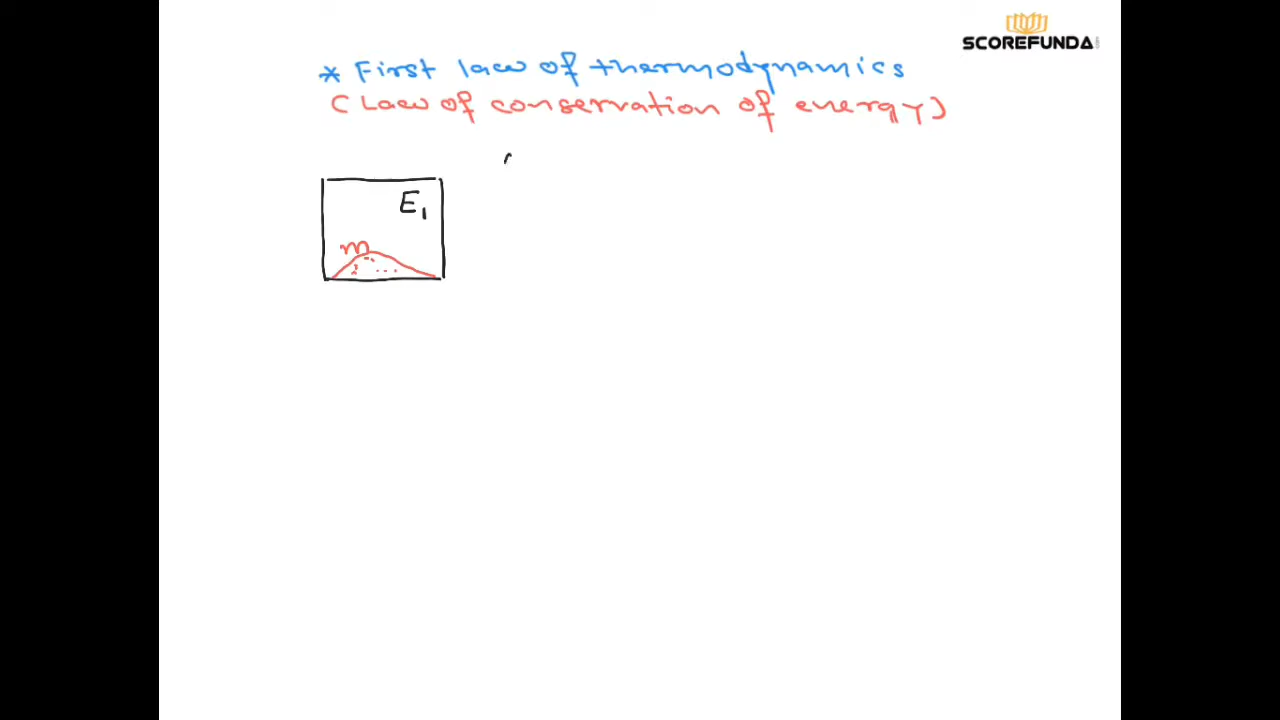 SCOREFUNDA
* First law of thermodynamics
(Law of conservation of energy)
E1
m